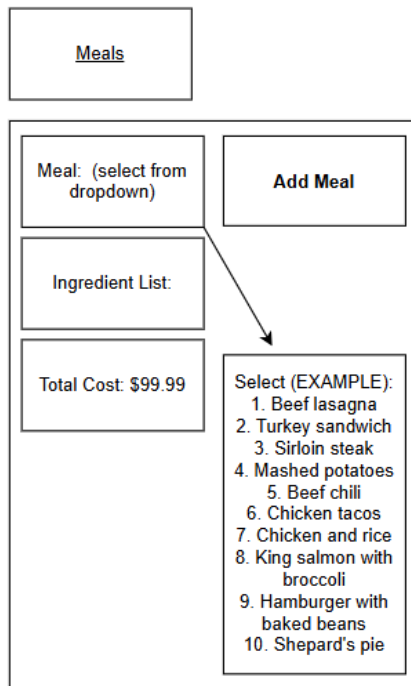 Meals
Meal:  (select from
dropdown)
Add Meal
Ingredient List:
Total Cost: $99.99
Select (EXAMPLE):
1. Beef lasagna
2. Turkey sandwich
3. Sirloin steak
4. Mashed potatoes
5. Beef chili
6. Chicken tacos
7. Chicken and rice
8. King salmon with
broccoli
9. Hamburger with
baked beans
10. Shepard's pie